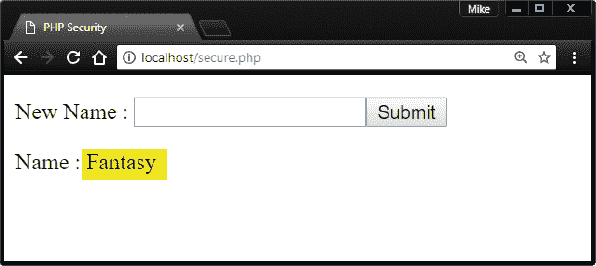 Mike
PHP Security
localhost/secure.php
New Name : Submit
Name : Fantasy